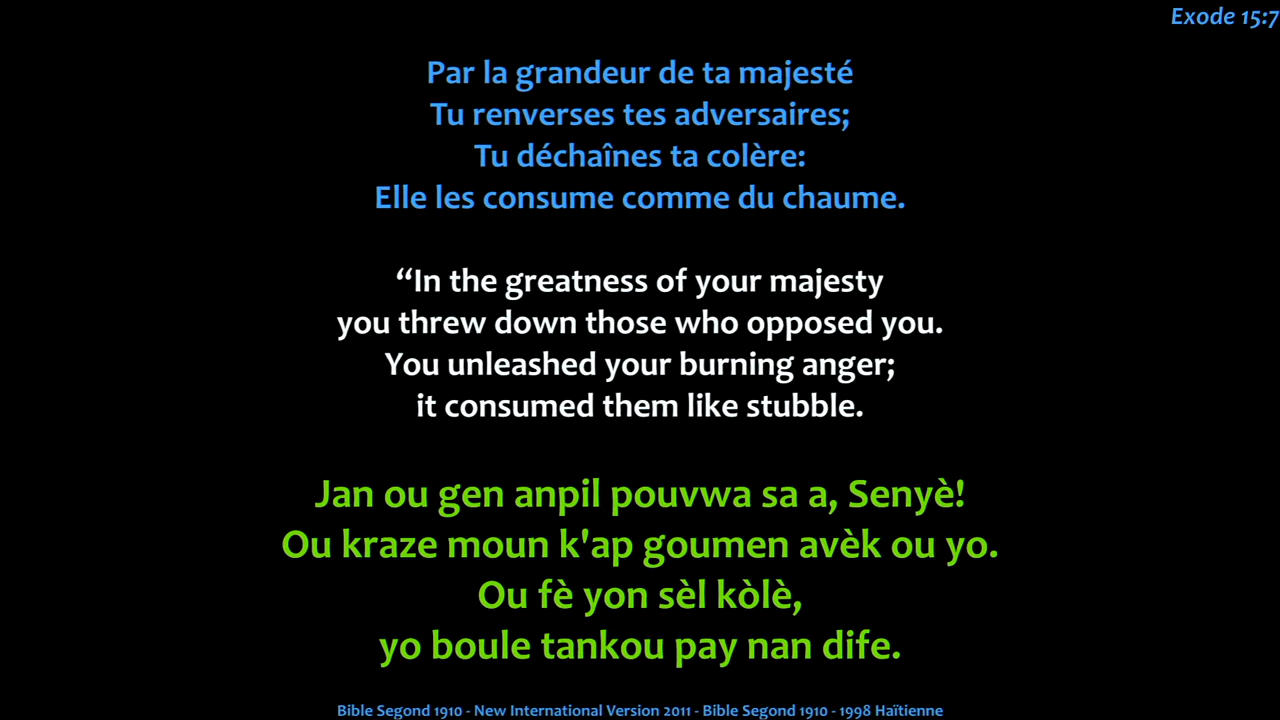 Exode 15:7
Par la grandeur de ta majesté
Tu renverses tes adversaires;
Tu déchaînes ta colère:
Elle les consume comme du chaume.
“In the greatness of your majesty
you threw down those who opposed you.
You unleashed your burning anger;
it consumed them like stubble.
Jan ou gen anpil pouvwa sa a, Senyè!
Ou kraze moun k'ap goumen avèk ou yo.
Ou fè yon sèl kòlè,
yo boule tankou pay nan dife.
Bible Segond 1910 - New International Version 2011 - Bible Segond 1910 - 1998 Haïtienne